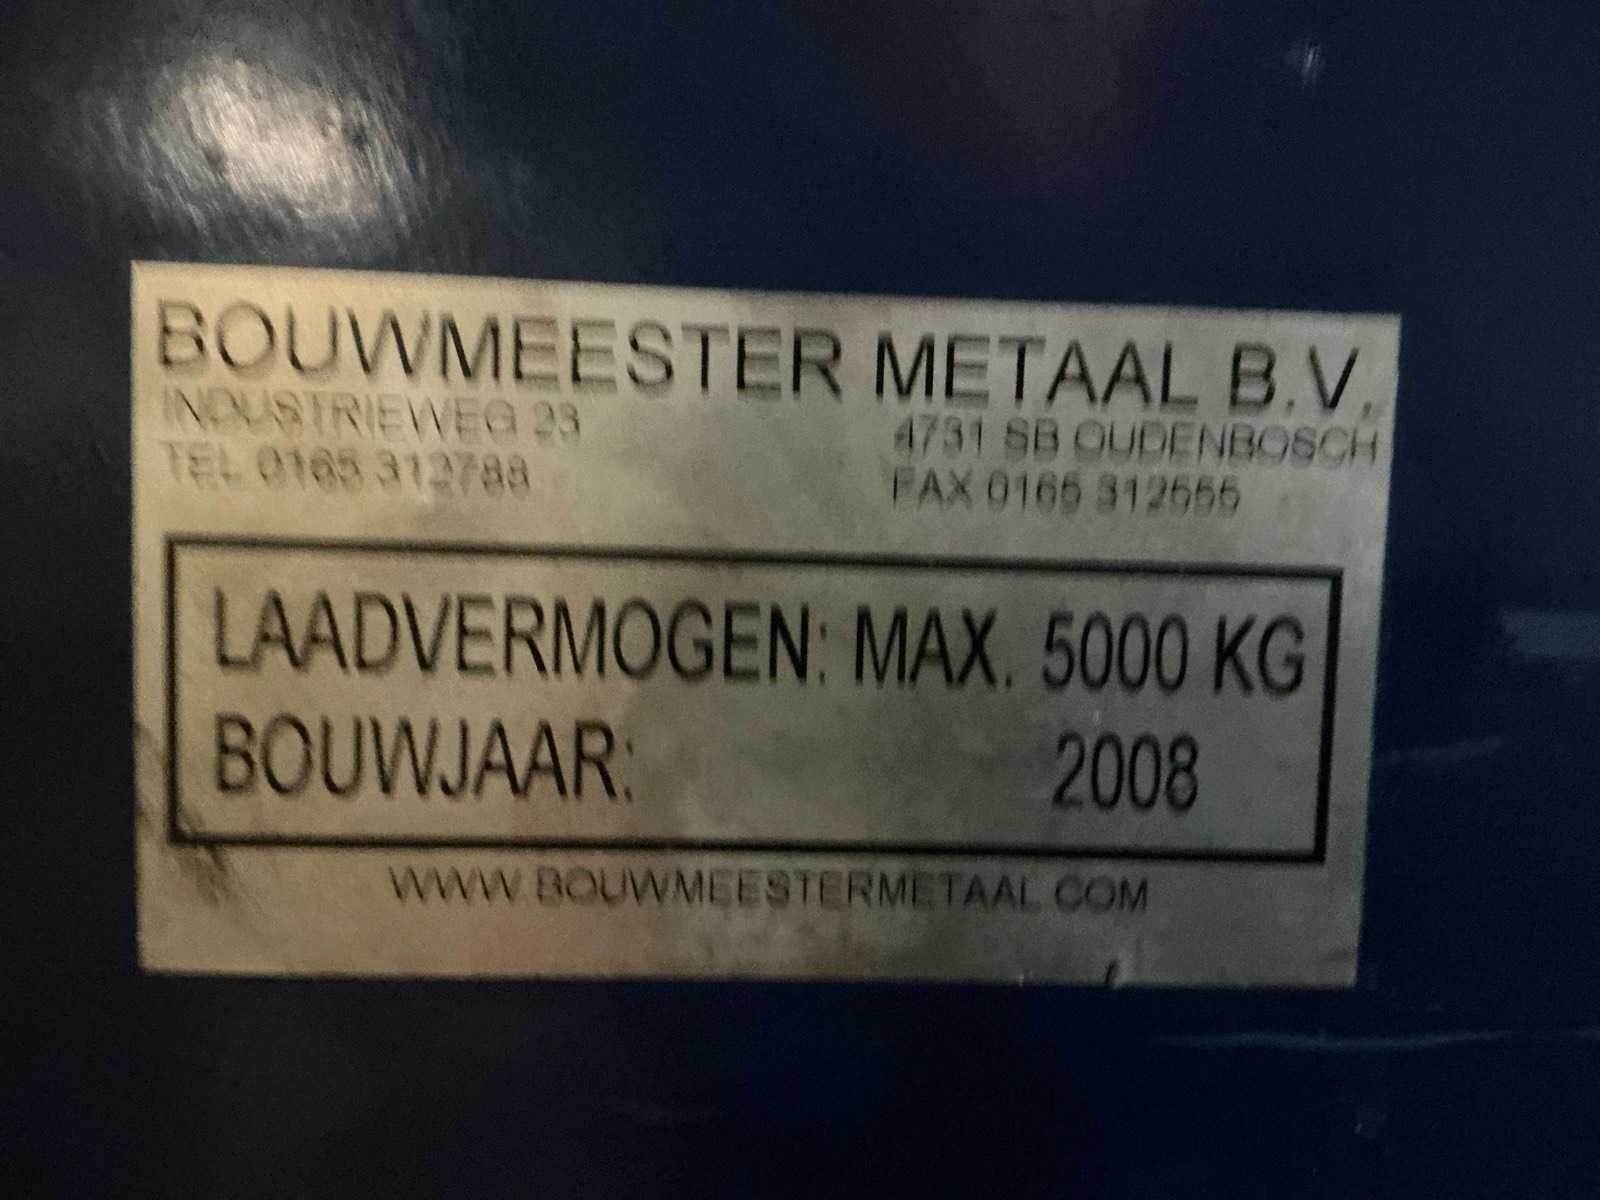 BOUWMEESTER METAAL B.V.
INDUSTRIEWEG 23 4731 SB OUDENBOSCH
TEL 0165 312788 FAX 0165 312555
LAADVERMOGEN: MAX. 5000 KG
BOUWJAAR: 2008
WWW.BOUWMEESTERMETAAL.COM